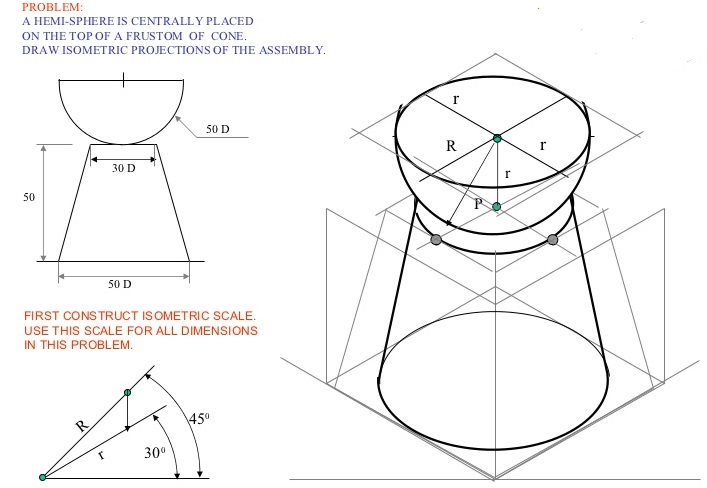 PROBLEM:
A HEMI-SPHERE IS CENTRALLY PLACED
ON THE TOP OF A FRUSTOM OF CONE.
DRAW ISOMETRIC PROJECTIONS OF THE ASSEMBLY.
50 D
30 D
50
50 D
FIRST CONSTRUCT ISOMETRIC SCALE.
USE THIS SCALE FOR ALL DIMENSIONS
IN THIS PROBLEM.
R
r
45⁰
30⁰
r
R
r
r
P